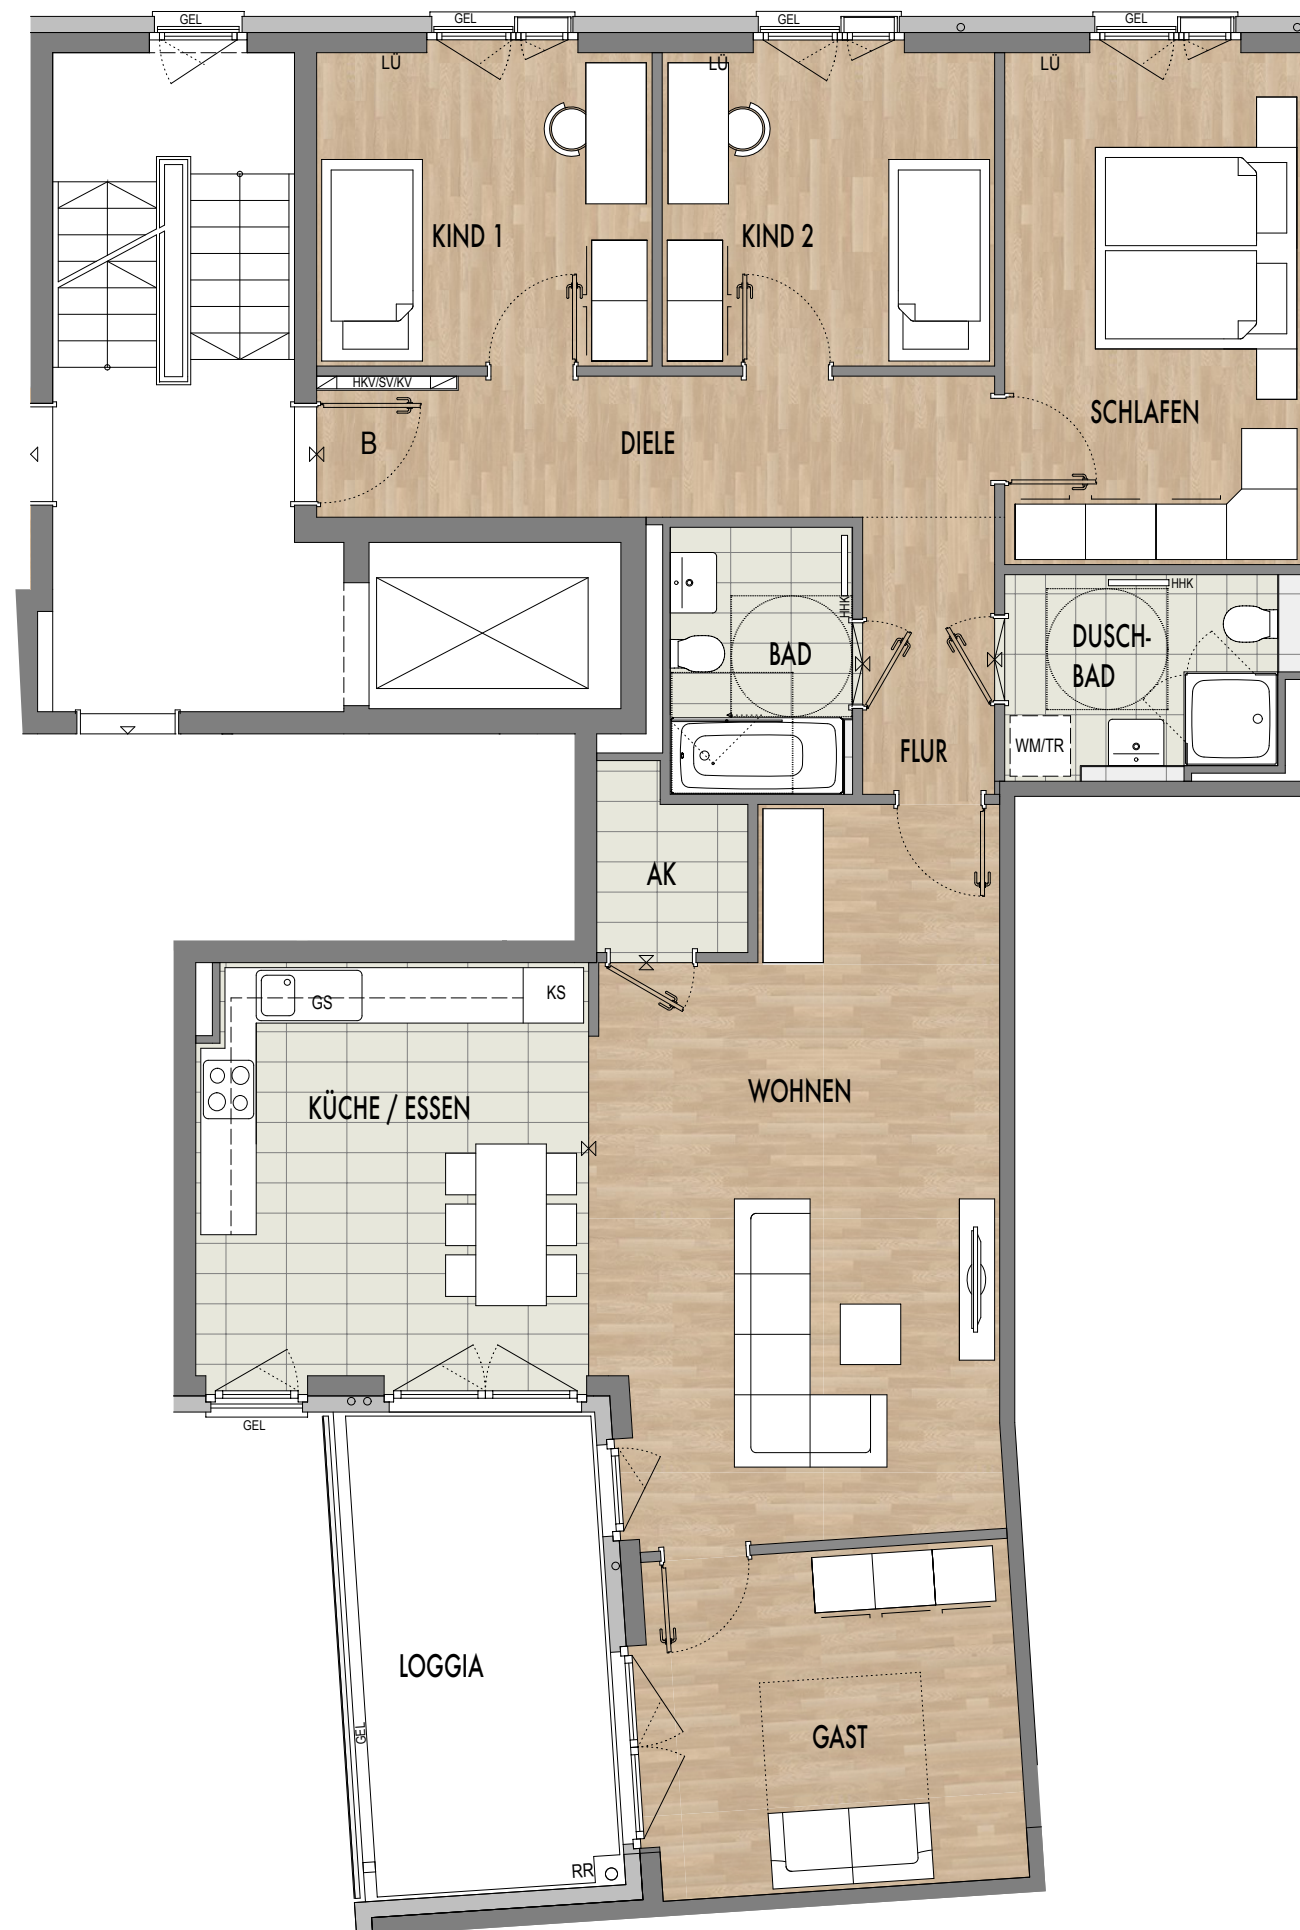 GEL
GEL
GEL
GEL
LÜ
LÜ
LÜ
KIND 1
KIND 2
HKV/SV/KV
SCHLAFEN
B
DIELE
HHK
HHK
BAD
DUSCH-
BAD
FLUR
WM/TR
AK
GS
KS
KÜCHE / ESSEN
WOHNEN
GEL
LOGGIA
GEL
GAST
RR